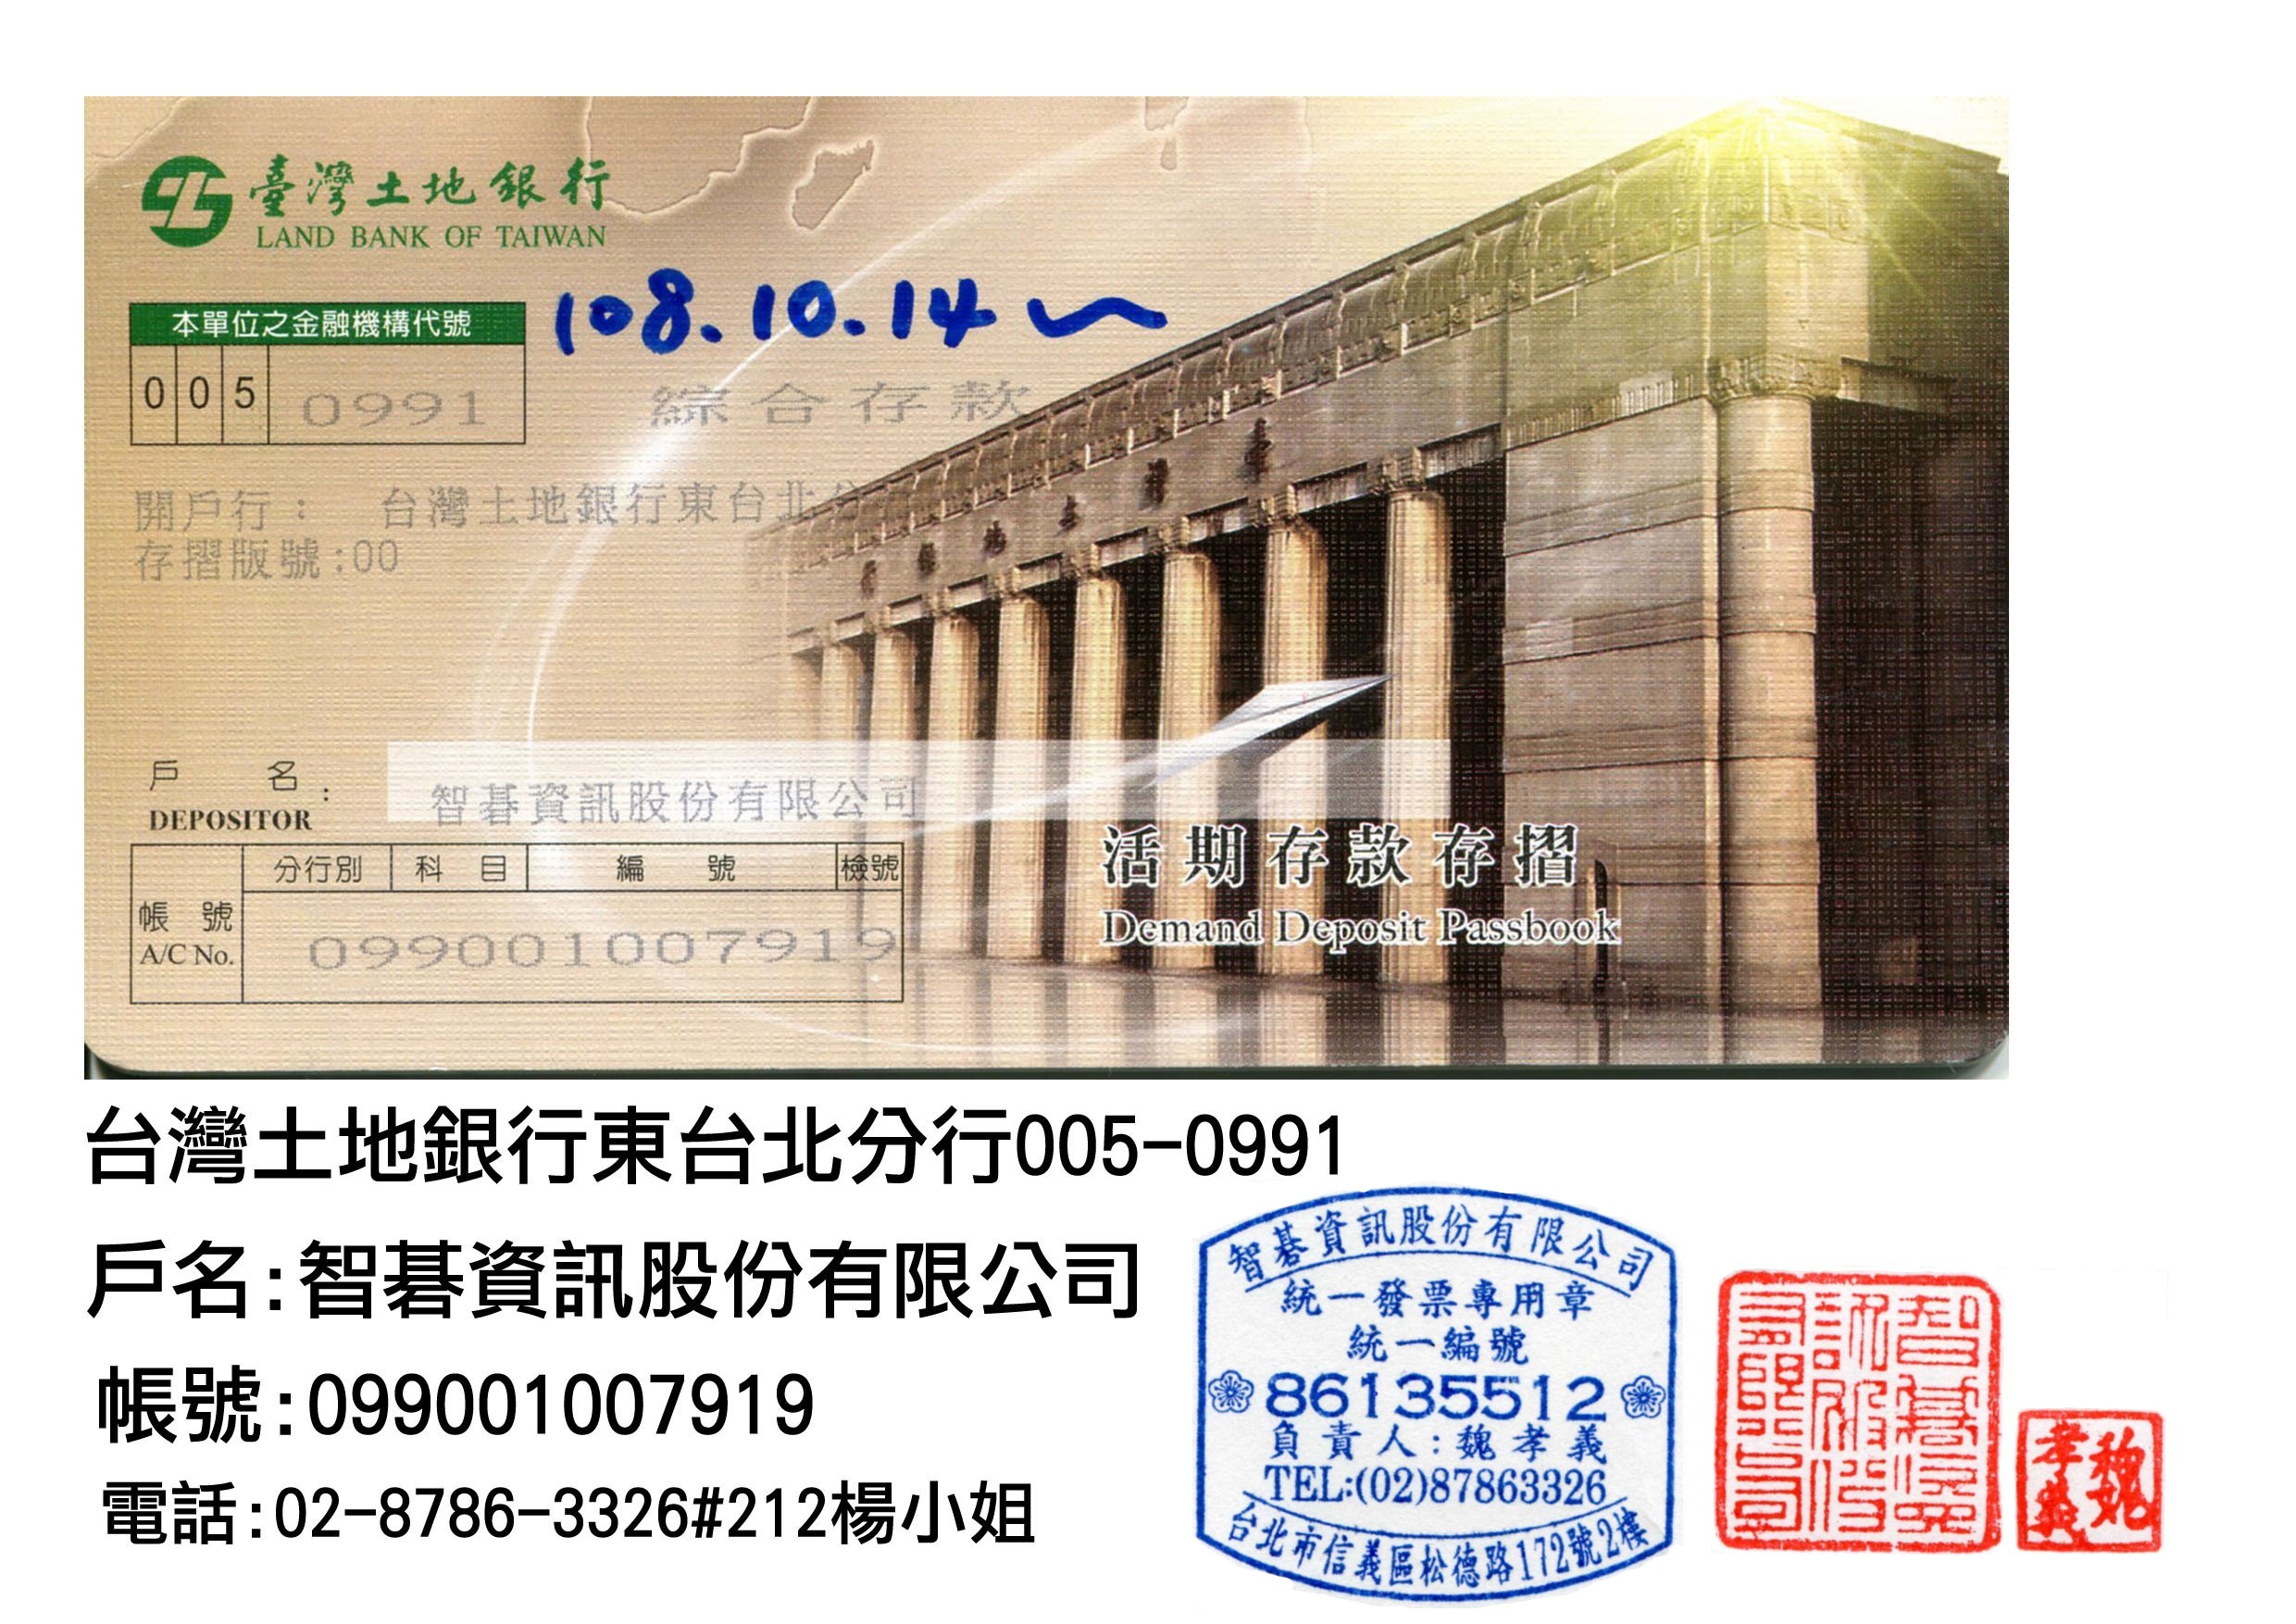 臺灣土地銀行
LAND BANK OF TAIWAN
108.10.14~
本單位之金融機構代號
005 0991
綜合存款
開戶行: 台灣土地銀行東台北分行
存摺版號:00
臺灣土地銀行
戶名:
DEPOSITOR
智碁資訊股份有限公司
分行別 科目 編號 檢號
帳號
A/C No.
099001007919
活期存款存摺
Demand Deposit Passbook
台灣土地銀行東台北分行005-0991
戶名:智碁資訊股份有限公司
帳號:099001007919
電話:02-8786-3326#212楊小姐
智碁資訊股份有限公司
統一發票專用章
統一編號
86135512
負責人:魏孝義
TEL:(02)87863326
台北市信義區松德路172號2樓
智碁資訊股份有限公司
魏孝義